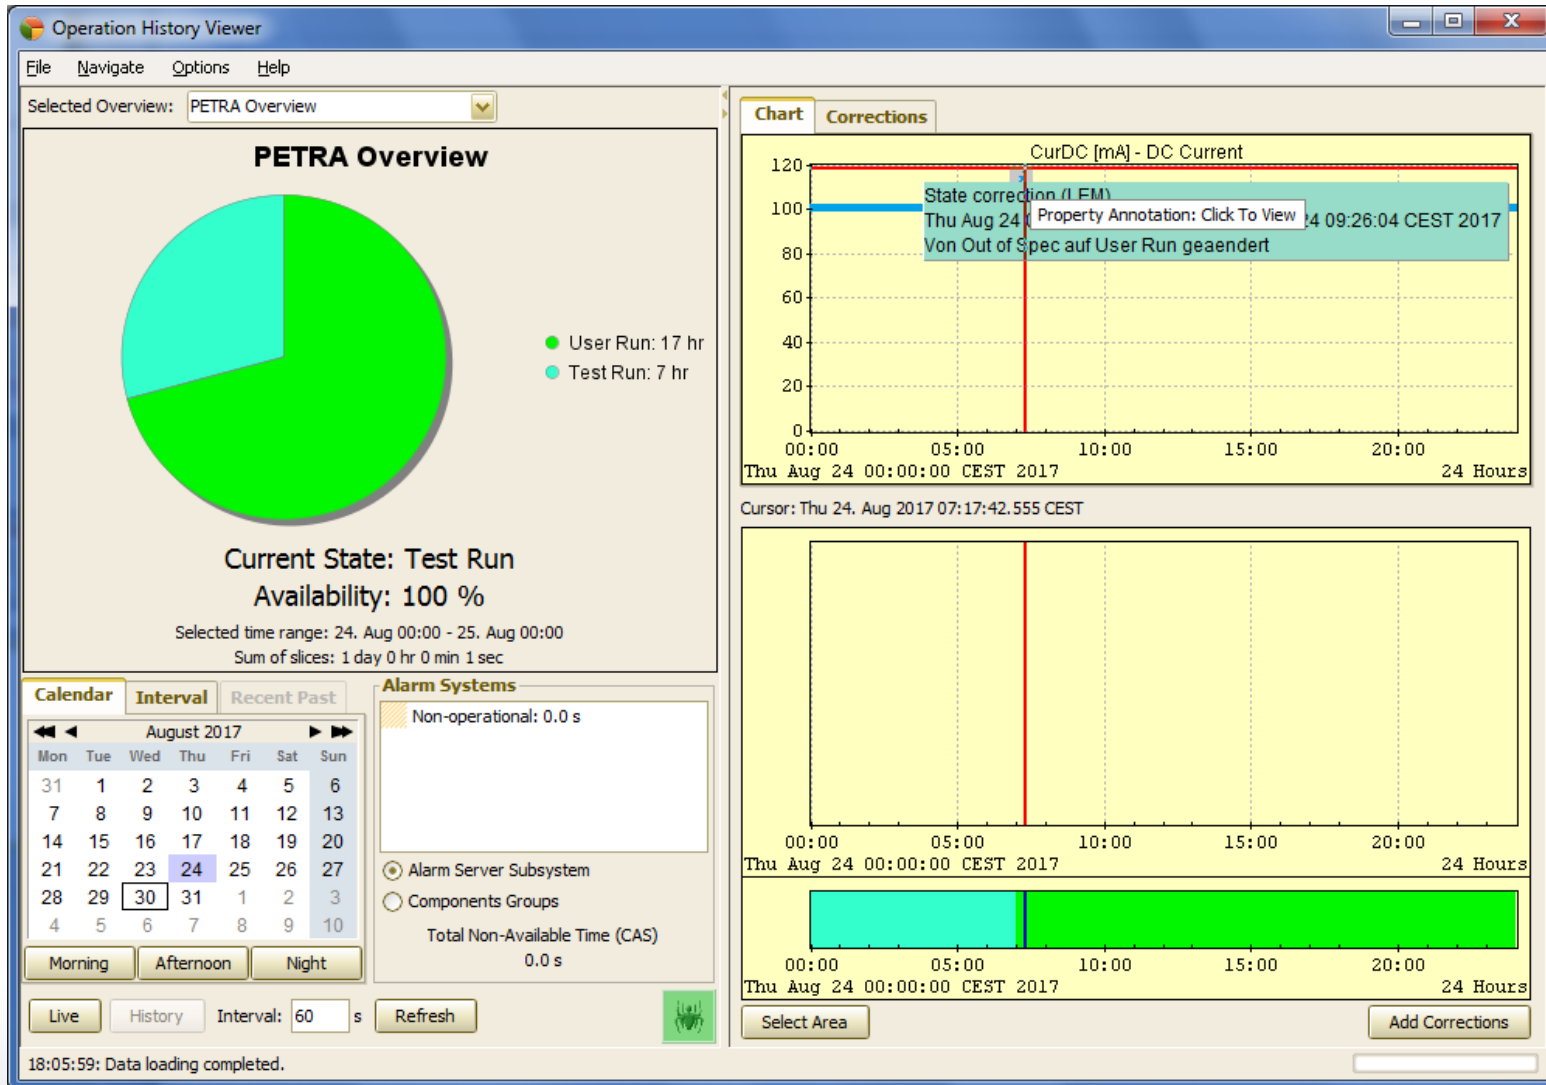 Operation History Viewer
File Navigate Options Help
Selected Overview: PETRA Overview
PETRA Overview
User Run: 17 hr
Test Run: 7 hr
Current State: Test Run
Availability: 100 %
Selected time range: 24. Aug 00:00 - 25. Aug 00:00
Sum of slices: 1 day 0 hr 0 min 1 sec
Calendar Interval Recent Past
August 2017
Mon Tue Wed Thu Fri Sat Sun
31 1 2 3 4 5 6
7 8 9 10 11 12 13
14 15 16 17 18 19 20
21 22 23 24 25 26 27
28 29 30 31 1 2 3
4 5 6 7 8 9 10
Morning Afternoon Night
Alarm Systems
Non-operational: 0.0 s
Alarm Server Subsystem
Components Groups
Total Non-Available Time (CAS)
0.0 s
Live History Interval: 60 s Refresh
18:05:59: Data loading completed.
Chart Corrections
CurDC [mA] - DC Current
120
100
80
60
40
20
0
State correction (LEM)
Thu Aug 24 24 09:26:04 CEST 2017
Property Annotation: Click To View
Von Out of Spec auf User Run geaendert
00:00 05:00 10:00 15:00 20:00
Thu Aug 24 00:00:00 CEST 2017 24 Hours
Cursor: Thu 24. Aug 2017 07:17:42.555 CEST
00:00 05:00 10:00 15:00 20:00
Thu Aug 24 00:00:00 CEST 2017 24 Hours
00:00 05:00 10:00 15:00 20:00
Thu Aug 24 00:00:00 CEST 2017 24 Hours
Select Area Add Corrections